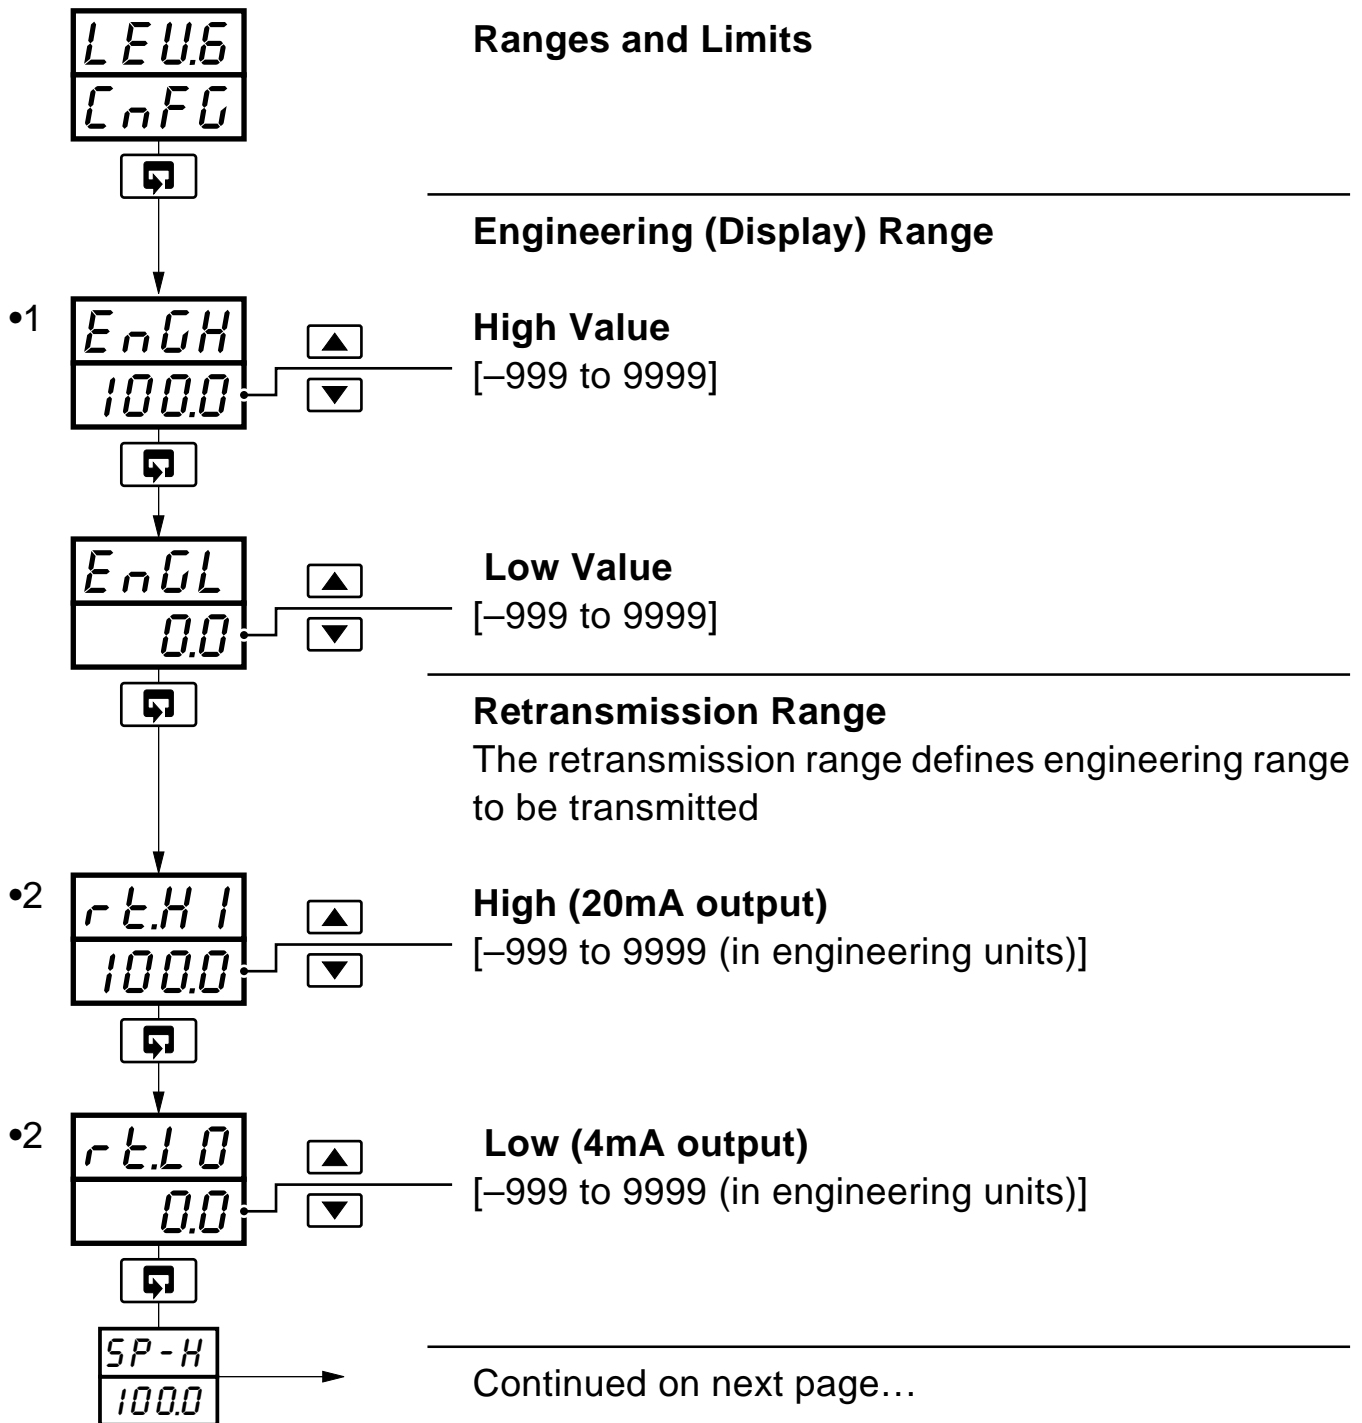 LEV.6
CnFG
Ranges and Limits
Engineering (Display) Range
•1
EnGH
100.0
High Value
[–999 to 9999]
EnGL
0.0
Low Value
[–999 to 9999]
Retransmission Range
The retransmission range defines engineering range
to be transmitted
•2
rt.HI
100.0
High (20mA output)
[–999 to 9999 (in engineering units)]
•2
rt.LO
0.0
Low (4mA output)
[–999 to 9999 (in engineering units)]
SP-H
100.0
Continued on next page…